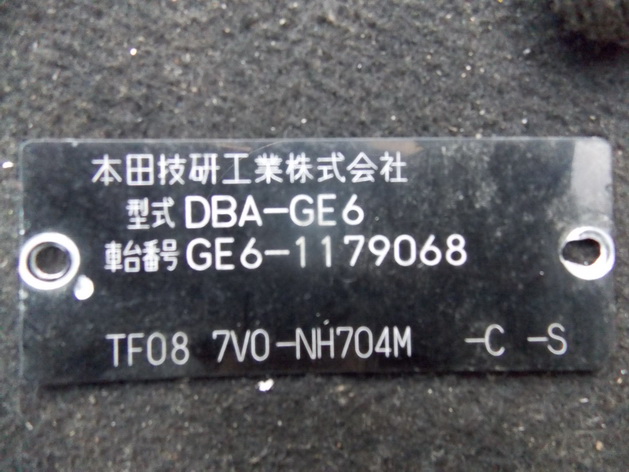 本田技研工業株式会社
型式 DBA-GE6
車台番号 GE6-1179068
TF08 7V0-NH704M -C -S